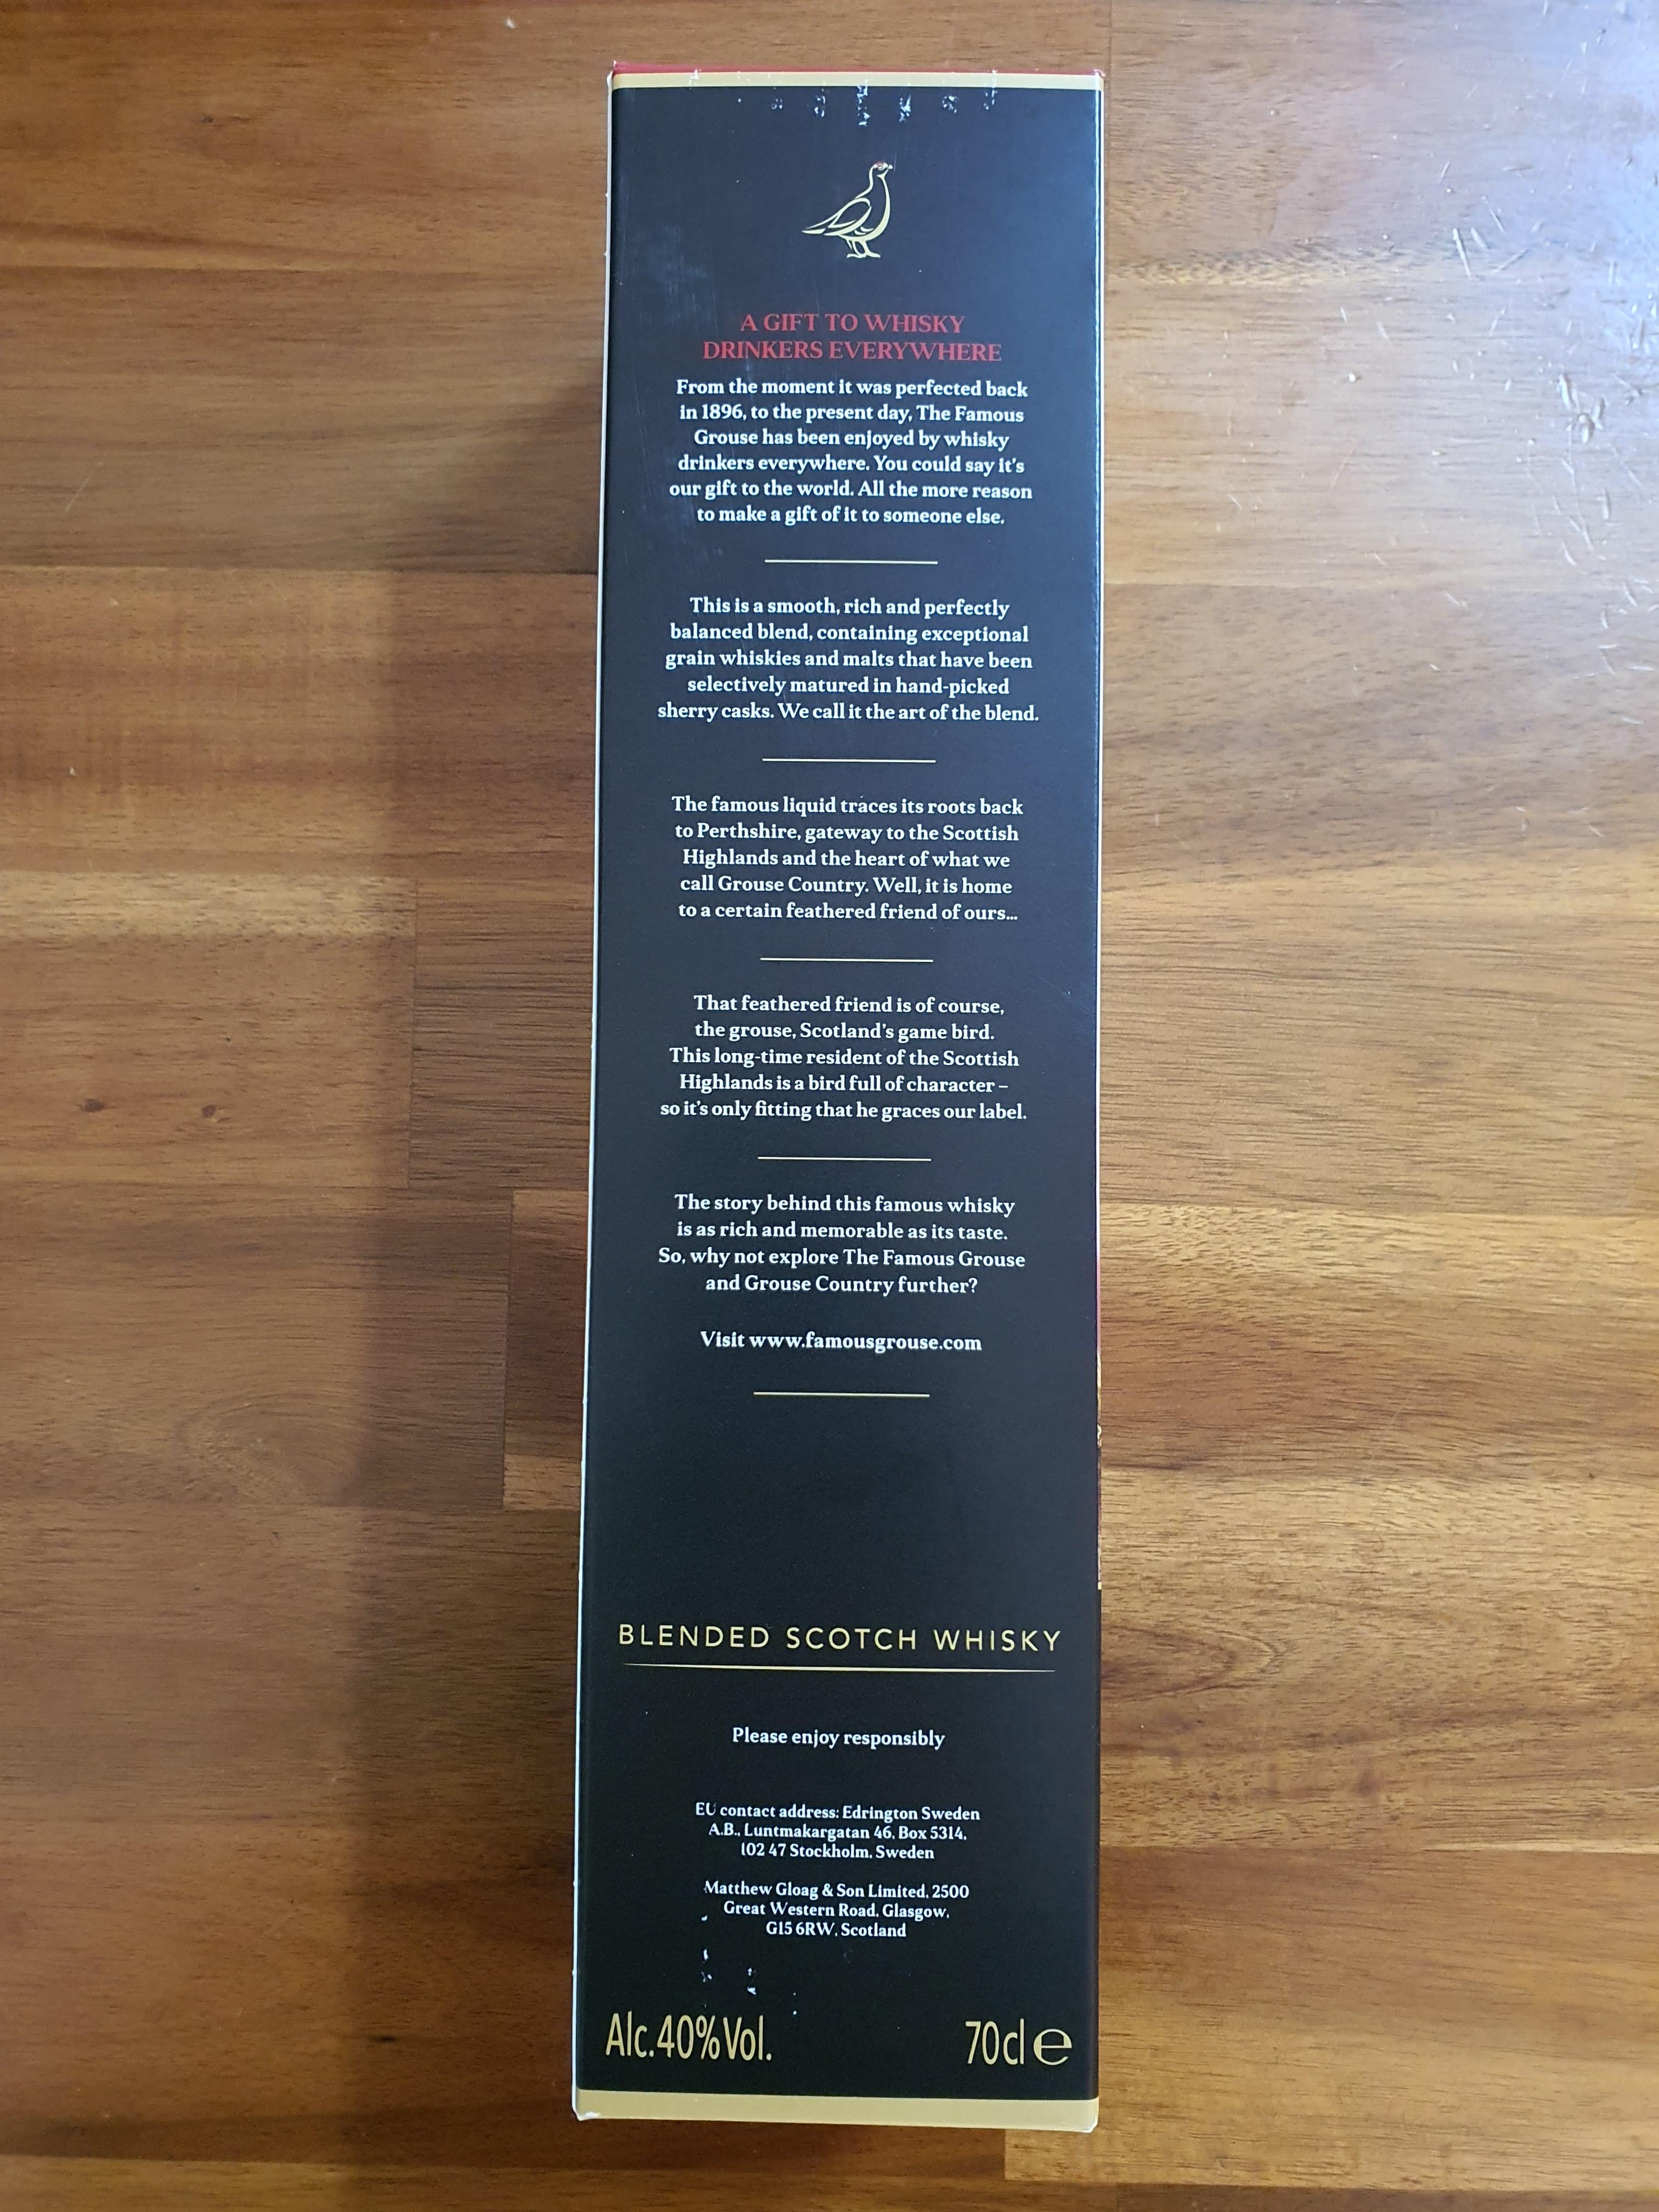 A GIFT TO WHISKY
DRINKERS EVERYWHERE
From the moment it was perfected back
in 1896, to the present day, The Famous
Grouse has been enjoyed by whisky
drinkers everywhere. You could say it's
our gift to the world. All the more reason
to make a gift of it to someone else.
This is a smooth, rich and perfectly
balanced blend, containing exceptional
grain whiskies and malts that have been
selectively matured in hand-picked
sherry casks. We call it the art of the blend.
The famous liquid traces its roots back
to Perthshire, gateway to the Scottish
Highlands and the heart of what we
call Grouse Country. Well, it is home
to a certain feathered friend of ours...
That feathered friend is of course,
the grouse, Scotland's game bird.
This long-time resident of the Scottish
Highlands is a bird full of character –
so it's only fitting that he graces our label.
The story behind this famous whisky
is as rich and memorable as its taste.
So, why not explore The Famous Grouse
and Grouse Country further?
Visit www.famousgrouse.com
BLENDED SCOTCH WHISKY
Please enjoy responsibly
EU contact address: Edrington Sweden
A.B., Luntmakargatan 46, Box 5314,
102 47 Stockholm, Sweden
Matthew Gloag & Son Limited, 2500
Great Western Road, Glasgow,
G15 6RW, Scotland
Alc.40%Vol. 70cl e